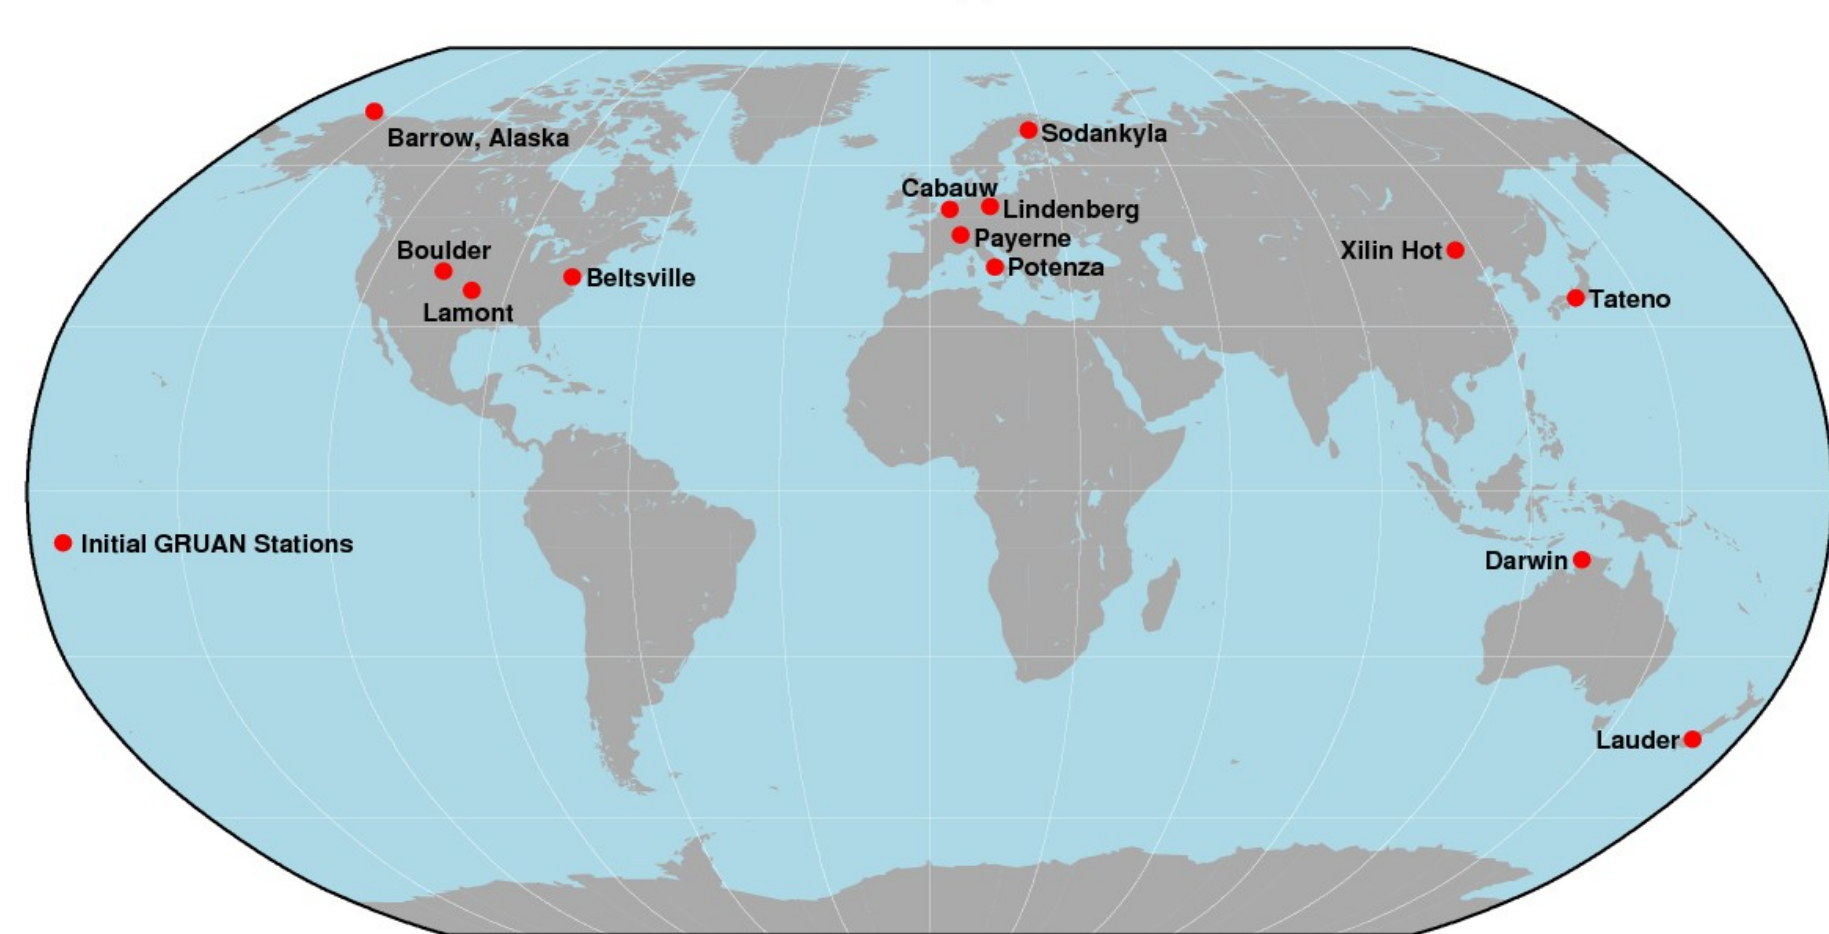 Barrow, Alaska
Sodankyla
Cabauw
Lindenberg
Payerne
Boulder
Xilin Hot
Potenza
Beltsville
Tateno
Lamont
Initial GRUAN Stations
Darwin
Lauder